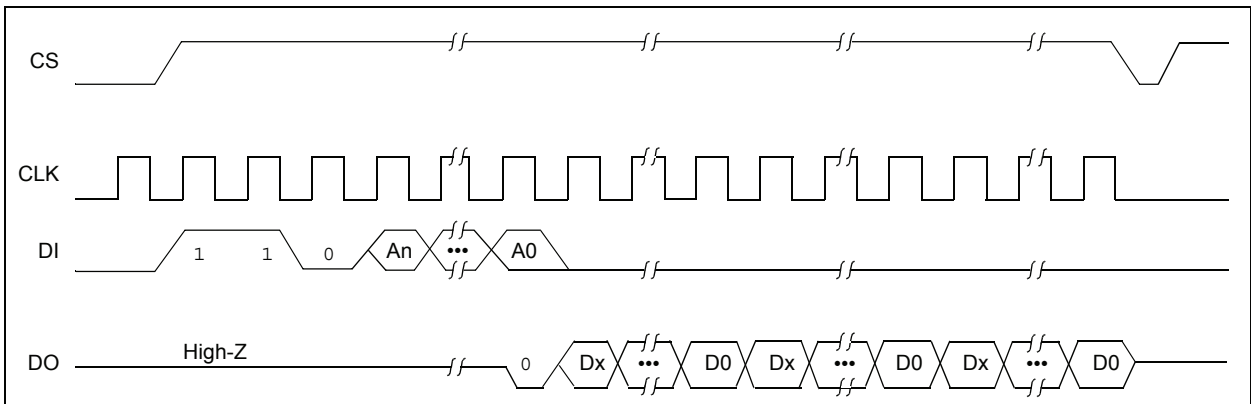 CS
CLK
DI 1 1 0 An ••• A0
High-Z
DO 0 Dx ••• D0 Dx ••• D0 Dx ••• D0